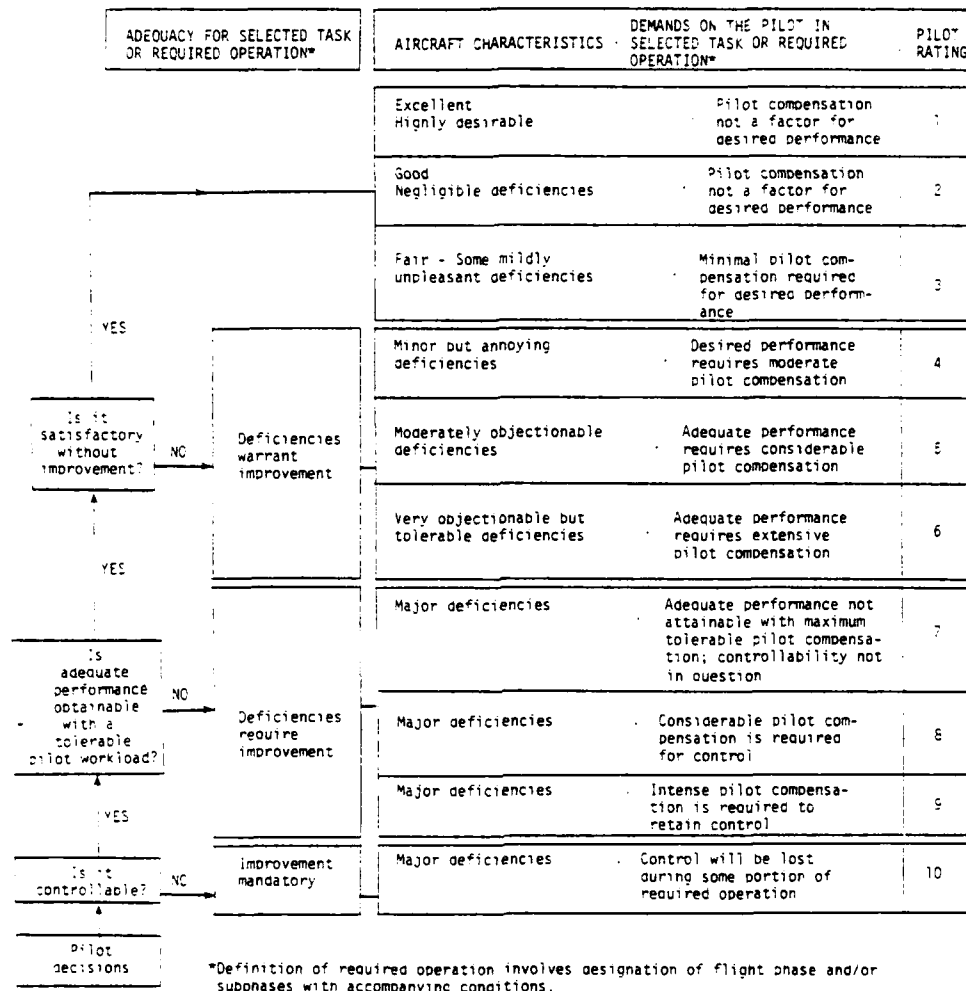 ADEQUACY FOR SELECTED TASK
OR REQUIRED OPERATION*
AIRCRAFT CHARACTERISTICS
DEMANDS ON THE PILOT IN
SELECTED TASK OR REQUIRED
OPERATION*
PILOT
RATING
Excellent
Highly desirable
Pilot compensation
not a factor for
desired performance
1
Good
Negligible deficiencies
Pilot compensation
not a factor for
desired performance
2
Fair - Some mildly
unpleasant deficiencies
Minimal pilot com-
pensation required
for desired perform-
ance
3
YES
Minor but annoying
deficiencies
Desired performance
requires moderate
pilot compensation
4
Is it
satisfactory
without
improvement?
NO
Deficiencies
warrant
improvement
Moderately objectionable
deficiencies
Adequate performance
requires considerable
pilot compensation
5
Very objectionable but
tolerable deficiencies
Adequate performance
requires extensive
pilot compensation
6
YES
Major deficiencies
Adequate performance not
attainable with maximum
tolerable pilot compensa-
tion; controllability not
in question
7
Is
adequate
performance
obtainable
with a
tolerable
pilot workload?
NO
Deficiencies
require
improvement
Major deficiencies
Considerable pilot com-
pensation is required
for control
8
Major deficiencies
Intense pilot compensa-
tion is required to
retain control
9
YES
Is it
controllable?
NO
Improvement
mandatory
Major deficiencies
Control will be lost
during some portion of
required operation
10
Pilot
decisions
*Definition of required operation involves designation of flight phase and/or
subphases with accompanying conditions.